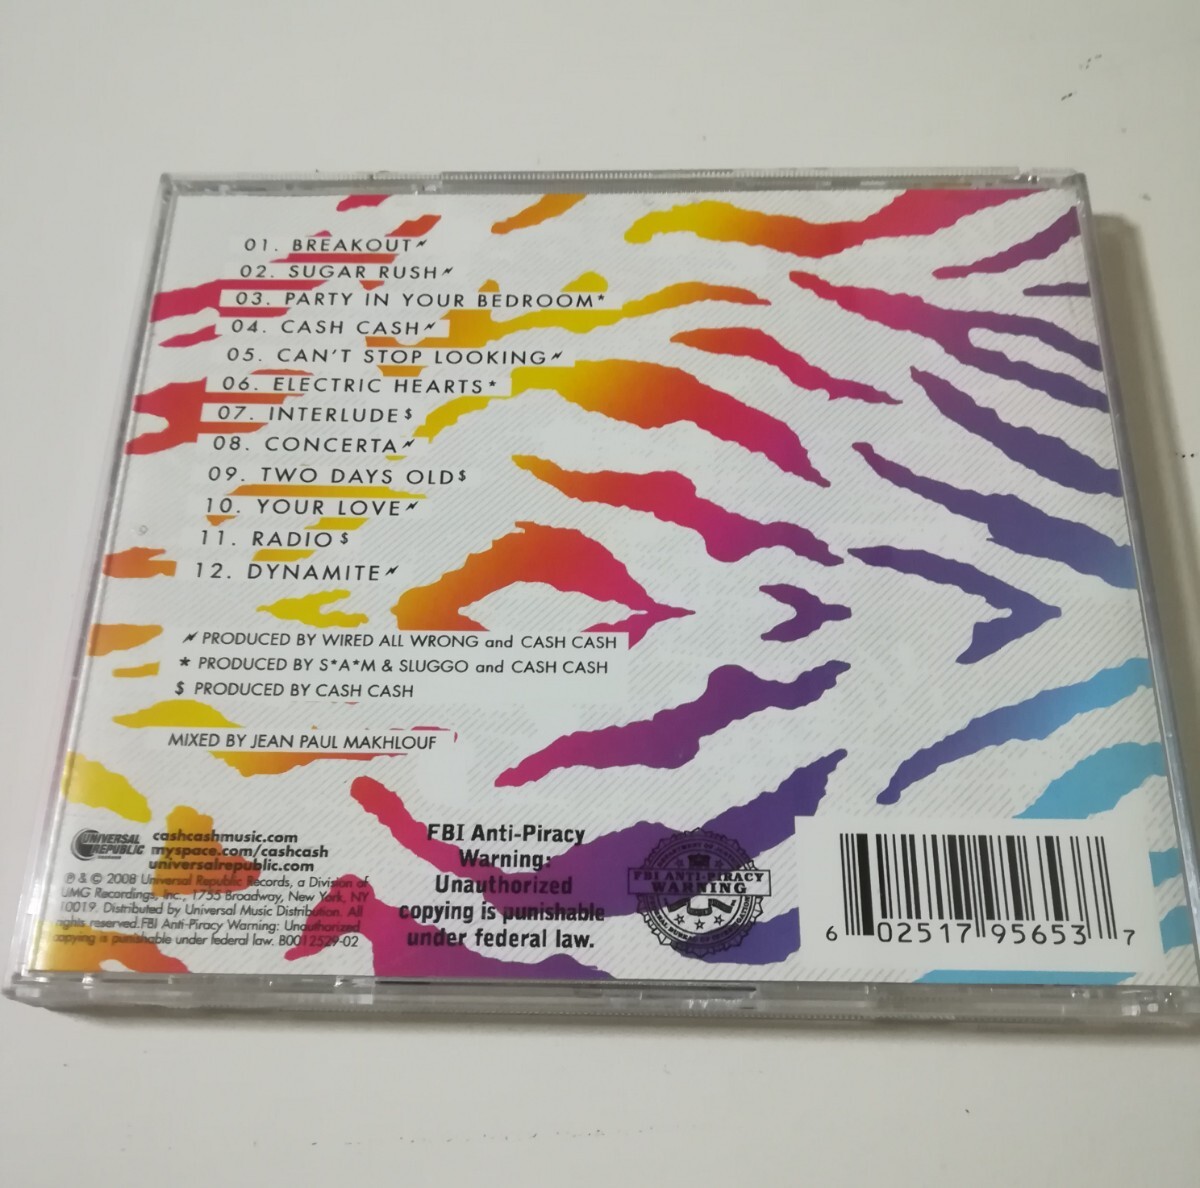 01. BREAKOUT
02. SUGAR RUSH
03. PARTY IN YOUR BEDROOM*
04. CASH CASH
05. CAN'T STOP LOOKING
06. ELECTRIC HEARTS*
07. INTERLUDE$
08. CONCERTA
09. TWO DAYS OLD$
10. YOUR LOVE
11. RADIO$
12. DYNAMITE
PRODUCED BY WIRED ALL WRONG and CASH CASH
* PRODUCED BY S*A*M & SLUGGO and CASH CASH
$ PRODUCED BY CASH CASH
MIXED BY JEAN PAUL MAKHLOUF
UNIVERSAL
REPUBLIC
cashcashmusic.com
myspace.com/cashcash
universalrepublic.com
℗ & © 2008 Universal Republic Records, a Division of
UMG Recordings, Inc., 1755 Broadway, New York, NY
10019. Distributed by Universal Music Distribution. All
rights reserved.FBI Anti-Piracy Warning: Unauthorized
copying is punishable under federal law. B0012529-02
FBI Anti-Piracy
Warning:
Unauthorized
copying is punishable
under federal law.
FBI ANTI-PIRACY
WARNING
6 02517 95653 7